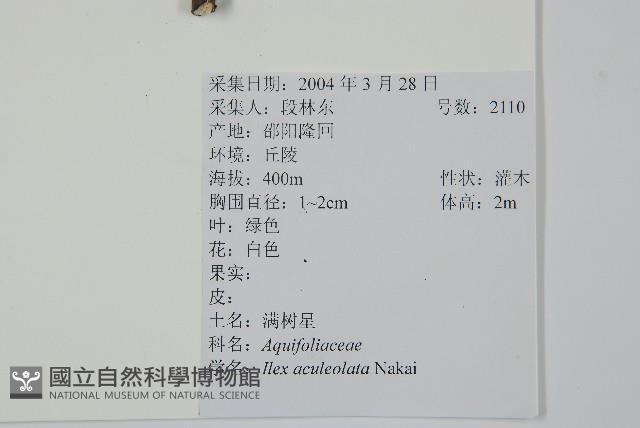 采集日期：2004 年 3 月 28 日
采集人：段林东 号数：2110
产地：邵阳隆回
环境：丘陵
海拔：400m 性状：灌木
胸围直径：1~2cm 体高：2m
叶：绿色
花：白色
果实：
皮：
土名：满树星
科名：Aquifoliaceae
学名：Ilex aculeolata Nakai
國立自然科學博物館
NATIONAL MUSEUM OF NATURAL SCIENCE